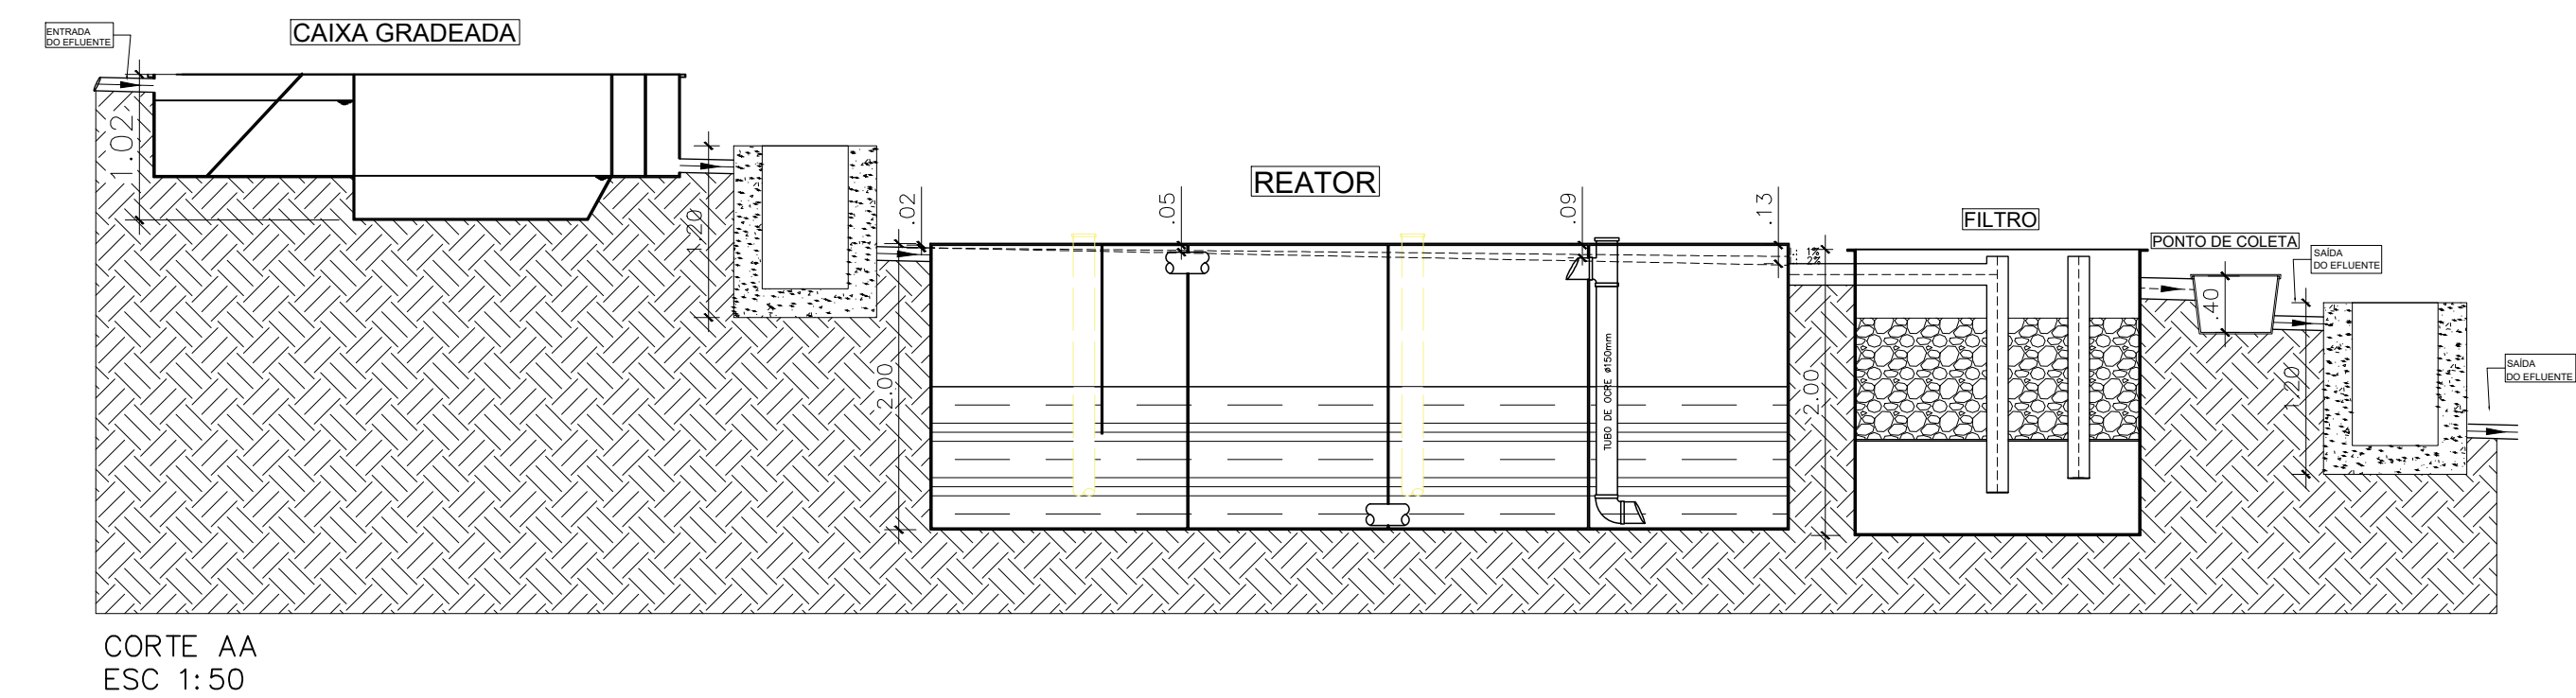 ENTRADA
DO EFLUENTE
CAIXA GRADEADA
1.02
1.20
.02
2.00
.05
REATOR
.09
.13
TUBO DE OCRE ø150mm
1%
2%
2.00
FILTRO
PONTO DE COLETA
.40
SAÍDA
DO EFLUENTE
1.20
SAÍDA
DO EFLUENTE
CORTE AA
ESC 1:50